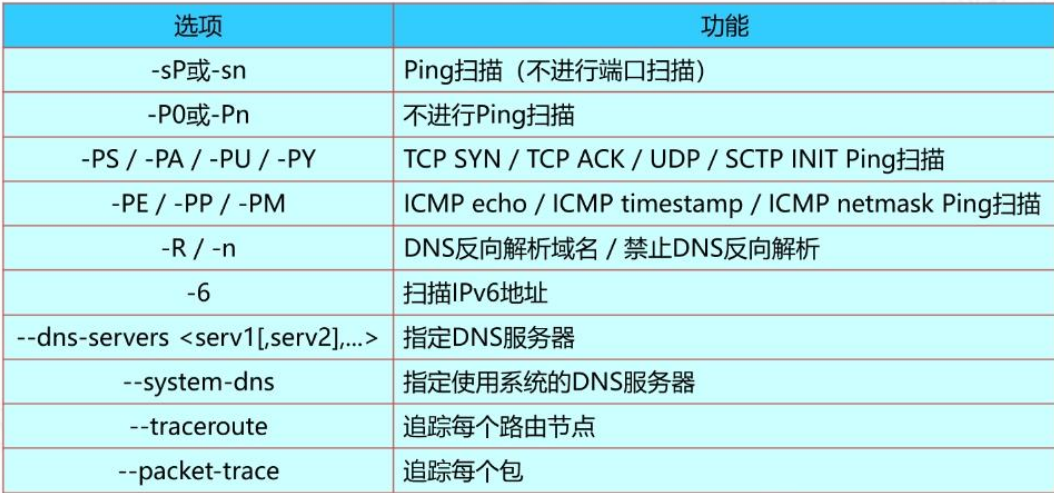 选项 功能
-sP或-sn Ping扫描（不进行端口扫描）
-P0或-Pn 不进行Ping扫描
-PS / -PA / -PU / -PY TCP SYN / TCP ACK / UDP / SCTP INIT Ping扫描
-PE / -PP / -PM ICMP echo / ICMP timestamp / ICMP netmask Ping扫描
-R / -n DNS反向解析域名 / 禁止DNS反向解析
-6 扫描IPv6地址
--dns-servers <serv1[,serv2],...> 指定DNS服务器
--system-dns 指定使用系统的DNS服务器
--traceroute 追踪每个路由节点
--packet-trace 追踪每个包